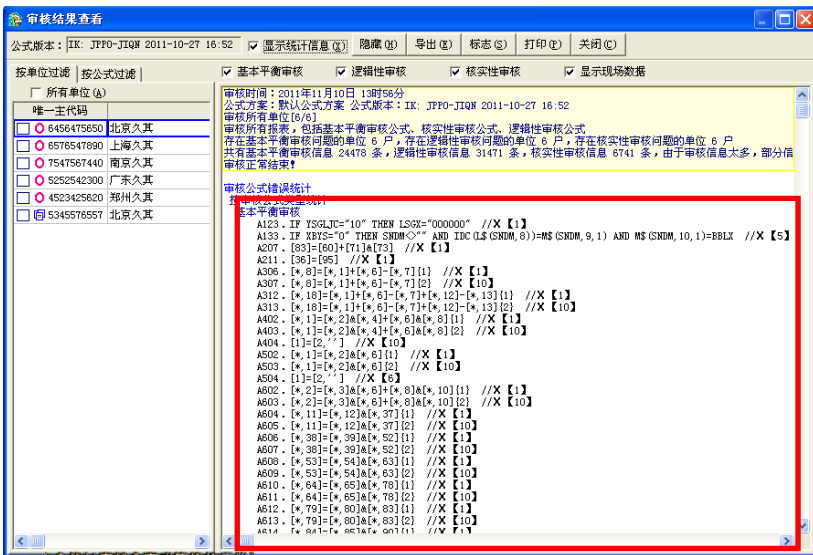 审核结果查看
公式版本：IK: JPPO-JTQN 2011-10-27 16:52 显示统计信息(X) 隐藏(H) 导出(E) 标志(S) 打印(P) 关闭(C)
按单位过滤 按公式过滤 基本平衡审核 逻辑性审核 核实性审核 显示现场数据
所有单位(A)
唯一主代码
6456475650 北京久其
6576547890 上海久其
7547567440 南京久其
5252542300 广东久其
4523425620 郑州久其
5345576557 北京久其
审核时间：2011年11月10日 13时56分
公式方案：默认公式方案 公式版本：IK: JPPO-JTQN 2011-10-27 16:52
审核所有单位[6/6]
审核所有报表，包括基本平衡审核公式、核实性审核公式、逻辑性审核公式
存在基本平衡审核问题的单位 6 户，存在逻辑性审核问题的单位 6 户，存在核实性审核问题的单位 6 户
共有基本平衡审核信息 24478 条，逻辑性审核信息 31471 条，核实性审核信息 6741 条，由于审核信息太多，部分信
审核正常结束！
审核公式错误统计
按审核公式类型统计
基本平衡审核
A123. IF YSGLJC="10" THEN LSGX="000000" //X【1】
A133. IF XBYS="0" THEN SNDM<>"" AND IDC(L$(SNDM,8))=M$(SNDM,9,1) AND M$(SNDM,10,1)=BBLX //X【5】
A207. [83]=[60]+[71]&[73] //X【1】
A211. [36]=[95] //X【1】
A306. [*,8]=[*,1]+[*,6]-[*,7]{1} //X【1】
A307. [*,8]=[*,1]+[*,6]-[*,7]{2} //X【10】
A312. [*,18]=[*,1]+[*,6]-[*,7]+[*,12]-[*,13]{1} //X【1】
A313. [*,18]=[*,1]+[*,6]-[*,7]+[*,12]-[*,13]{2} //X【10】
A402. [*,1]=[*,2]&[*,4]+[*,6]&[*,8]{1} //X【1】
A403. [*,1]=[*,2]&[*,4]+[*,6]&[*,8]{2} //X【10】
A404. [1]=[2,''] //X【10】
A502. [*,1]=[*,2]&[*,6]{1} //X【1】
A503. [*,1]=[*,2]&[*,6]{2} //X【10】
A504. [1]=[2,''] //X【6】
A602. [*,2]=[*,3]&[*,6]+[*,8]&[*,10]{1} //X【1】
A603. [*,2]=[*,3]&[*,6]+[*,8]&[*,10]{2} //X【10】
A604. [*,11]=[*,12]&[*,37]{1} //X【1】
A605. [*,11]=[*,12]&[*,37]{2} //X【10】
A606. [*,38]=[*,39]&[*,52]{1} //X【1】
A607. [*,38]=[*,39]&[*,52]{2} //X【10】
A608. [*,53]=[*,54]&[*,63]{1} //X【1】
A609. [*,53]=[*,54]&[*,63]{2} //X【10】
A610. [*,64]=[*,65]&[*,78]{1} //X【1】
A611. [*,64]=[*,65]&[*,78]{2} //X【10】
A612. [*,79]=[*,80]&[*,83]{1} //X【1】
A613. [*,79]=[*,80]&[*,83]{2} //X【10】
A614. [*,84]=[*,85]&[*,90]{1} //X【1】